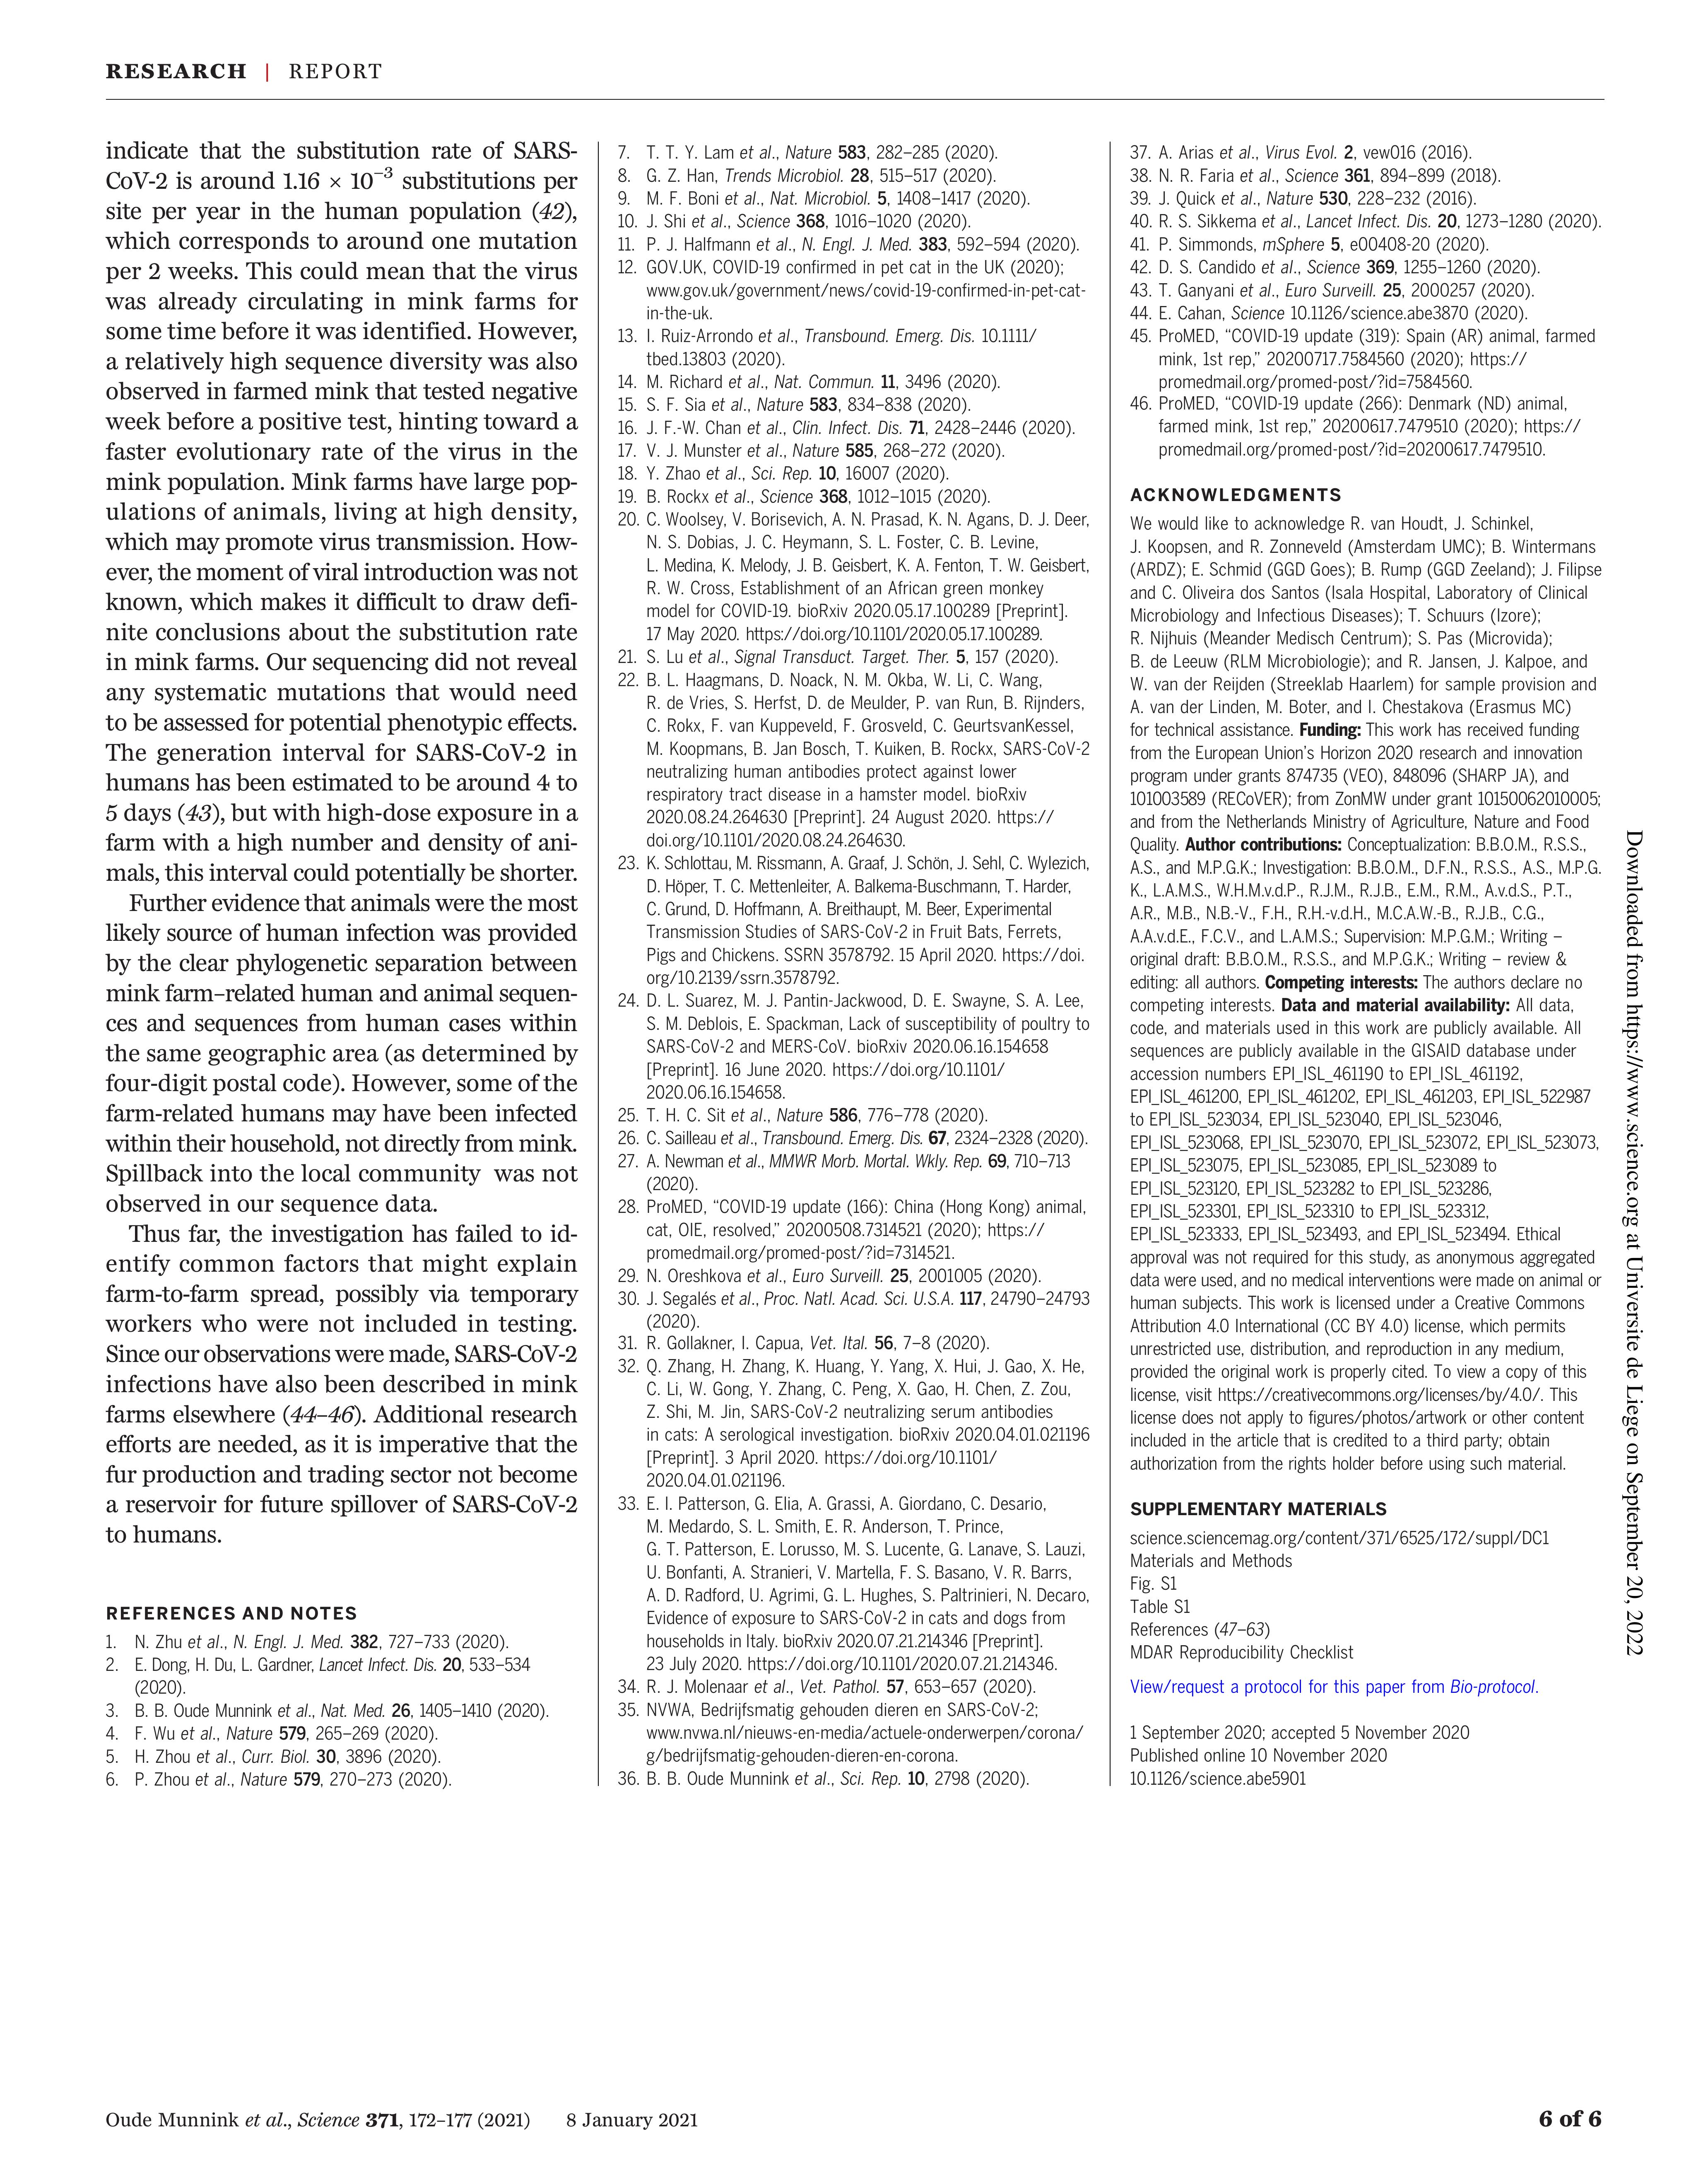 RESEARCH | REPORT
indicate that the substitution rate of SARS-
CoV-2 is around 1.16 × 10⁻³ substitutions per
site per year in the human population (42),
which corresponds to around one mutation
per 2 weeks. This could mean that the virus
was already circulating in mink farms for
some time before it was identified. However,
a relatively high sequence diversity was also
observed in farmed mink that tested negative
week before a positive test, hinting toward a
faster evolutionary rate of the virus in the
mink population. Mink farms have large pop-
ulations of animals, living at high density,
which may promote virus transmission. How-
ever, the moment of viral introduction was not
known, which makes it difficult to draw defi-
nite conclusions about the substitution rate
in mink farms. Our sequencing did not reveal
any systematic mutations that would need
to be assessed for potential phenotypic effects.
The generation interval for SARS-CoV-2 in
humans has been estimated to be around 4 to
5 days (43), but with high-dose exposure in a
farm with a high number and density of ani-
mals, this interval could potentially be shorter.
Further evidence that animals were the most
likely source of human infection was provided
by the clear phylogenetic separation between
mink farm–related human and animal sequen-
ces and sequences from human cases within
the same geographic area (as determined by
four-digit postal code). However, some of the
farm-related humans may have been infected
within their household, not directly from mink.
Spillback into the local community was not
observed in our sequence data.
Thus far, the investigation has failed to id-
entify common factors that might explain
farm-to-farm spread, possibly via temporary
workers who were not included in testing.
Since our observations were made, SARS-CoV-2
infections have also been described in mink
farms elsewhere (44–46). Additional research
efforts are needed, as it is imperative that the
fur production and trading sector not become
a reservoir for future spillover of SARS-CoV-2
to humans.
REFERENCES AND NOTES
1. N. Zhu et al., N. Engl. J. Med. 382, 727–733 (2020).
2. E. Dong, H. Du, L. Gardner, Lancet Infect. Dis. 20, 533–534
(2020).
3. B. B. Oude Munnink et al., Nat. Med. 26, 1405–1410 (2020).
4. F. Wu et al., Nature 579, 265–269 (2020).
5. H. Zhou et al., Curr. Biol. 30, 3896 (2020).
6. P. Zhou et al., Nature 579, 270–273 (2020).
7. T. T. Y. Lam et al., Nature 583, 282–285 (2020).
8. G. Z. Han, Trends Microbiol. 28, 515–517 (2020).
9. M. F. Boni et al., Nat. Microbiol. 5, 1408–1417 (2020).
10. J. Shi et al., Science 368, 1016–1020 (2020).
11. P. J. Halfmann et al., N. Engl. J. Med. 383, 592–594 (2020).
12. GOV.UK, COVID-19 confirmed in pet cat in the UK (2020);
www.gov.uk/government/news/covid-19-confirmed-in-pet-cat-
in-the-uk.
13. I. Ruiz-Arrondo et al., Transbound. Emerg. Dis. 10.1111/
tbed.13803 (2020).
14. M. Richard et al., Nat. Commun. 11, 3496 (2020).
15. S. F. Sia et al., Nature 583, 834–838 (2020).
16. J. F.-W. Chan et al., Clin. Infect. Dis. 71, 2428–2446 (2020).
17. V. J. Munster et al., Nature 585, 268–272 (2020).
18. Y. Zhao et al., Sci. Rep. 10, 16007 (2020).
19. B. Rockx et al., Science 368, 1012–1015 (2020).
20. C. Woolsey, V. Borisevich, A. N. Prasad, K. N. Agans, D. J. Deer,
N. S. Dobias, J. C. Heymann, S. L. Foster, C. B. Levine,
L. Medina, K. Melody, J. B. Geisbert, K. A. Fenton, T. W. Geisbert,
R. W. Cross, Establishment of an African green monkey
model for COVID-19. bioRxiv 2020.05.17.100289 [Preprint].
17 May 2020. https://doi.org/10.1101/2020.05.17.100289.
21. S. Lu et al., Signal Transduct. Target. Ther. 5, 157 (2020).
22. B. L. Haagmans, D. Noack, N. M. Okba, W. Li, C. Wang,
R. de Vries, S. Herfst, D. de Meulder, P. van Run, B. Rijnders,
C. Rokx, F. van Kuppeveld, F. Grosveld, C. GeurtsvanKessel,
M. Koopmans, B. Jan Bosch, T. Kuiken, B. Rockx, SARS-CoV-2
neutralizing human antibodies protect against lower
respiratory tract disease in a hamster model. bioRxiv
2020.08.24.264630 [Preprint]. 24 August 2020. https://
doi.org/10.1101/2020.08.24.264630.
23. K. Schlottau, M. Rissmann, A. Graaf, J. Schön, J. Sehl, C. Wylezich,
D. Höper, T. C. Mettenleiter, A. Balkema-Buschmann, T. Harder,
C. Grund, D. Hoffmann, A. Breithaupt, M. Beer, Experimental
Transmission Studies of SARS-CoV-2 in Fruit Bats, Ferrets,
Pigs and Chickens. SSRN 3578792. 15 April 2020. https://doi.
org/10.2139/ssrn.3578792.
24. D. L. Suarez, M. J. Pantin-Jackwood, D. E. Swayne, S. A. Lee,
S. M. Deblois, E. Spackman, Lack of susceptibility of poultry to
SARS-CoV-2 and MERS-CoV. bioRxiv 2020.06.16.154658
[Preprint]. 16 June 2020. https://doi.org/10.1101/
2020.06.16.154658.
25. T. H. C. Sit et al., Nature 586, 776–778 (2020).
26. C. Sailleau et al., Transbound. Emerg. Dis. 67, 2324–2328 (2020).
27. A. Newman et al., MMWR Morb. Mortal. Wkly. Rep. 69, 710–713
(2020).
28. ProMED, “COVID-19 update (166): China (Hong Kong) animal,
cat, OIE, resolved,” 20200508.7314521 (2020); https://
promedmail.org/promed-post/?id=7314521.
29. N. Oreshkova et al., Euro Surveill. 25, 2001005 (2020).
30. J. Segalés et al., Proc. Natl. Acad. Sci. U.S.A. 117, 24790–24793
(2020).
31. R. Gollakner, I. Capua, Vet. Ital. 56, 7–8 (2020).
32. Q. Zhang, H. Zhang, K. Huang, Y. Yang, X. Hui, J. Gao, X. He,
C. Li, W. Gong, Y. Zhang, C. Peng, X. Gao, H. Chen, Z. Zou,
Z. Shi, M. Jin, SARS-CoV-2 neutralizing serum antibodies
in cats: A serological investigation. bioRxiv 2020.04.01.021196
[Preprint]. 3 April 2020. https://doi.org/10.1101/
2020.04.01.021196.
33. E. I. Patterson, G. Elia, A. Grassi, A. Giordano, C. Desario,
M. Medardo, S. L. Smith, E. R. Anderson, T. Prince,
G. T. Patterson, E. Lorusso, M. S. Lucente, G. Lanave, S. Lauzi,
U. Bonfanti, A. Stranieri, V. Martella, F. S. Basano, V. R. Barrs,
A. D. Radford, U. Agrimi, G. L. Hughes, S. Paltrinieri, N. Decaro,
Evidence of exposure to SARS-CoV-2 in cats and dogs from
households in Italy. bioRxiv 2020.07.21.214346 [Preprint].
23 July 2020. https://doi.org/10.1101/2020.07.21.214346.
34. R. J. Molenaar et al., Vet. Pathol. 57, 653–657 (2020).
35. NVWA, Bedrijfsmatig gehouden dieren en SARS-CoV-2;
www.nvwa.nl/nieuws-en-media/actuele-onderwerpen/corona/
g/bedrijfsmatig-gehouden-dieren-en-corona.
36. B. B. Oude Munnink et al., Sci. Rep. 10, 2798 (2020).
37. A. Arias et al., Virus Evol. 2, vew016 (2016).
38. N. R. Faria et al., Science 361, 894–899 (2018).
39. J. Quick et al., Nature 530, 228–232 (2016).
40. R. S. Sikkema et al., Lancet Infect. Dis. 20, 1273–1280 (2020).
41. P. Simmonds, mSphere 5, e00408-20 (2020).
42. D. S. Candido et al., Science 369, 1255–1260 (2020).
43. T. Ganyani et al., Euro Surveill. 25, 2000257 (2020).
44. E. Cahan, Science 10.1126/science.abe3870 (2020).
45. ProMED, “COVID-19 update (319): Spain (AR) animal, farmed
mink, 1st rep,” 20200717.7584560 (2020); https://
promedmail.org/promed-post/?id=7584560.
46. ProMED, “COVID-19 update (266): Denmark (ND) animal,
farmed mink, 1st rep,” 20200617.7479510 (2020); https://
promedmail.org/promed-post/?id=20200617.7479510.
ACKNOWLEDGMENTS
We would like to acknowledge R. van Houdt, J. Schinkel,
J. Koopsen, and R. Zonneveld (Amsterdam UMC); B. Wintermans
(ARDZ); E. Schmid (GGD Goes); B. Rump (GGD Zeeland); J. Filipse
and C. Oliveira dos Santos (Isala Hospital, Laboratory of Clinical
Microbiology and Infectious Diseases); T. Schuurs (Izore);
R. Nijhuis (Meander Medisch Centrum); S. Pas (Microvida);
B. de Leeuw (RLM Microbiologie); and R. Jansen, J. Kalpoe, and
W. van der Reijden (Streeklab Haarlem) for sample provision and
A. van der Linden, M. Boter, and I. Chestakova (Erasmus MC)
for technical assistance. Funding: This work has received funding
from the European Union’s Horizon 2020 research and innovation
program under grants 874735 (VEO), 848096 (SHARP JA), and
101003589 (RECoVER); from ZonMW under grant 10150062010005;
and from the Netherlands Ministry of Agriculture, Nature and Food
Quality. Author contributions: Conceptualization: B.B.O.M., R.S.S.,
A.S., and M.P.G.K.; Investigation: B.B.O.M., D.F.N., R.S.S., A.S., M.P.G.
K., L.A.M.S., W.H.M.v.d.P., R.J.M., R.J.B., E.M., R.M., A.v.d.S., P.T.,
A.R., M.B., N.B.-V., F.H., R.H.-v.d.H., M.C.A.W.-B., R.J.B., C.G.,
A.A.v.d.E., F.C.V., and L.A.M.S.; Supervision: M.P.G.M.; Writing –
original draft: B.B.O.M., R.S.S., and M.P.G.K.; Writing – review &
editing: all authors. Competing interests: The authors declare no
competing interests. Data and material availability: All data,
code, and materials used in this work are publicly available. All
sequences are publicly available in the GISAID database under
accession numbers EPI_ISL_461190 to EPI_ISL_461192,
EPI_ISL_461200, EPI_ISL_461202, EPI_ISL_461203, EPI_ISL_522987
to EPI_ISL_523034, EPI_ISL_523040, EPI_ISL_523046,
EPI_ISL_523068, EPI_ISL_523070, EPI_ISL_523072, EPI_ISL_523073,
EPI_ISL_523075, EPI_ISL_523085, EPI_ISL_523089 to
EPI_ISL_523120, EPI_ISL_523282 to EPI_ISL_523286,
EPI_ISL_523301, EPI_ISL_523310 to EPI_ISL_523312,
EPI_ISL_523333, EPI_ISL_523493, and EPI_ISL_523494. Ethical
approval was not required for this study, as anonymous aggregated
data were used, and no medical interventions were made on animal or
human subjects. This work is licensed under a Creative Commons
Attribution 4.0 International (CC BY 4.0) license, which permits
unrestricted use, distribution, and reproduction in any medium,
provided the original work is properly cited. To view a copy of this
license, visit https://creativecommons.org/licenses/by/4.0/. This
license does not apply to figures/photos/artwork or other content
included in the article that is credited to a third party; obtain
authorization from the rights holder before using such material.
SUPPLEMENTARY MATERIALS
science.sciencemag.org/content/371/6525/172/suppl/DC1
Materials and Methods
Fig. S1
Table S1
References (47–63)
MDAR Reproducibility Checklist
View/request a protocol for this paper from Bio-protocol.
1 September 2020; accepted 5 November 2020
Published online 10 November 2020
10.1126/science.abe5901
Downloaded from https://www.science.org at Universite de Liege on September 20, 2022
Oude Munnink et al., Science 371, 172–177 (2021) 8 January 2021
6 of 6